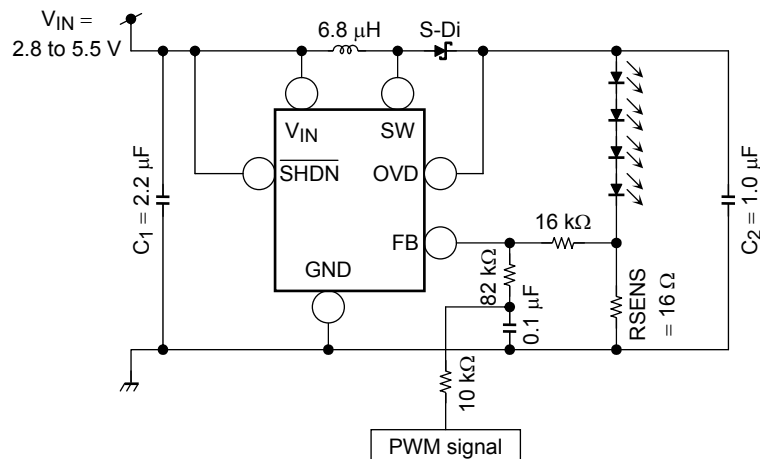 V_IN =
2.8 to 5.5 V
6.8 μH
S-Di
V_IN
SW
SHDN
OVD
FB
GND
C_1 = 2.2 μF
16 kΩ
82 kΩ
0.1 μF
RSENS
= 16 Ω
C_2 = 1.0 μF
10 kΩ
PWM signal